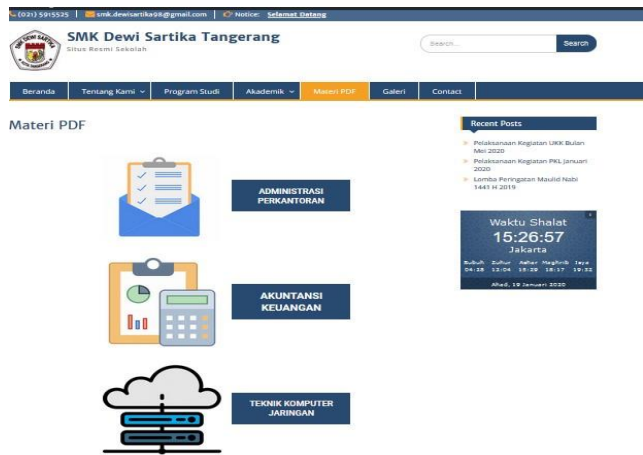 (021) 5915525 | smk.dewisartika98@gmail.com | Notice: Selamat Datang
SMK Dewi Sartika Tangerang
Situs Resmi Sekolah
Search...
Search
Beranda
Tentang Kami
Program Studi
Akademik
Materi PDF
Galeri
Contact
Materi PDF
ADMINISTRASI
PERKANTORAN
AKUNTANSI
KEUANGAN
TEKNIK KOMPUTER
JARINGAN
Recent Posts
Pelaksanaan Kegiatan UKK Bulan
Mei 2020
Pelaksanaan Kegiatan PKL Januari
2020
Lomba Peringatan Maulid Nabi
1441 H 2019
Waktu Shalat
15:26:57
Jakarta
Subuh Zuhur Ashar Maghrib Isya
04:28 12:04 15:28 18:17 19:32
Ahad, 19 Januari 2020